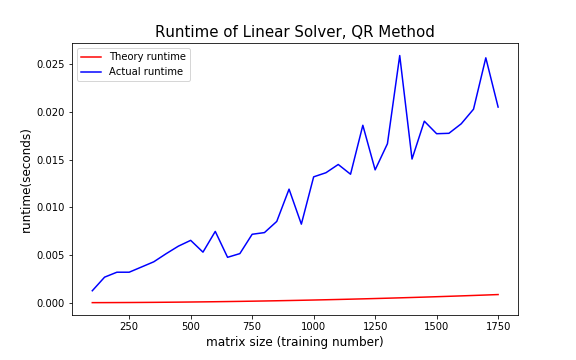 Runtime of Linear Solver, QR Method
Theory runtime
Actual runtime
0.025
0.020
0.015
0.010
0.005
0.000
runtime(seconds)
250
500
750
1000
1250
1500
1750
matrix size (training number)